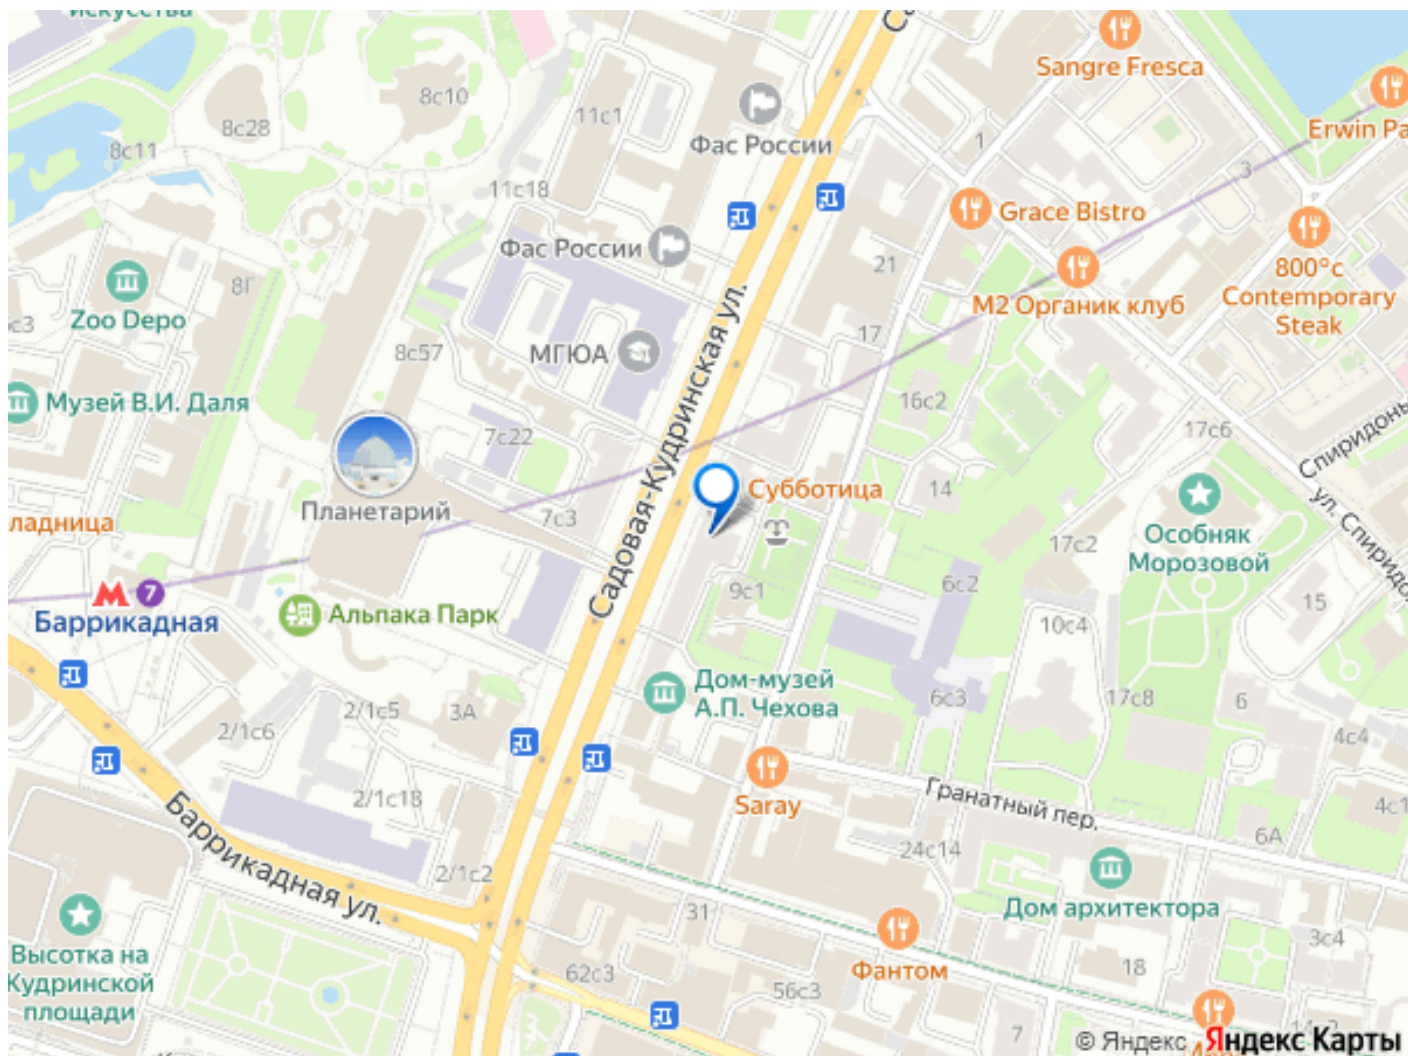 искусства
Sangre Fresca
8с10
11с1
Фас России
8с28
Erwin Pa
8с11
1
3
11с18
Grace Bistro
Фас России
21
800°c
Contemporary
Steak
8Г
М2 Органик клуб
Zoo Depo
с3
17
8с57
МГЮА
Садовая-Кудринская ул.
Музей В.И. Даля
16с2
17с6
7с22
Спиридонь
Субботица
14
ул. Спиридо
Планетарий
7с3
ладница
Особняк
Морозовой
17с2
7
6с2
9с1
15
Баррикадная
Альпака Парк
10с4
Дом-музей
А.П. Чехова
6с3
17с8
6
2/1с5
3А
2/1с6
4с4
Saray
Гранатный пер.
2/1с18
4с1
6А
Баррикадная ул.
24с14
2/1с2
31
Дом архитектора
Высотка на
Кудринской
площади
3с4
Фантом
62с3
18
56с3
7
© Яндекс Яндекс Карты